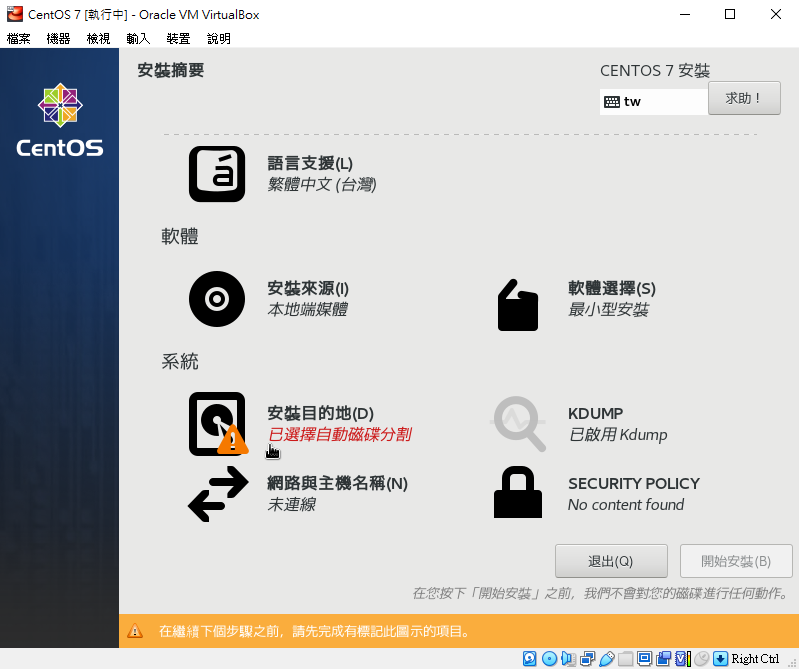 CentOS 7 [執行中] - Oracle VM VirtualBox
檔案 機器 檢視 輸入 裝置 說明
安裝摘要
CENTOS 7 安裝
tw
求助！
CentOS
語言支援(L)
繁體中文 (台灣)
軟體
安裝來源(I)
本地端媒體
軟體選擇(S)
最小型安裝
系統
安裝目的地(D)
已選擇自動磁碟分割
KDUMP
已啟用 Kdump
網路與主機名稱(N)
未連線
SECURITY POLICY
No content found
退出(Q)
開始安裝(B)
在您按下「開始安裝」之前，我們不會對您的磁碟進行任何動作。
在繼續下個步驟之前，請先完成有標記此圖示的項目。
Right Ctrl